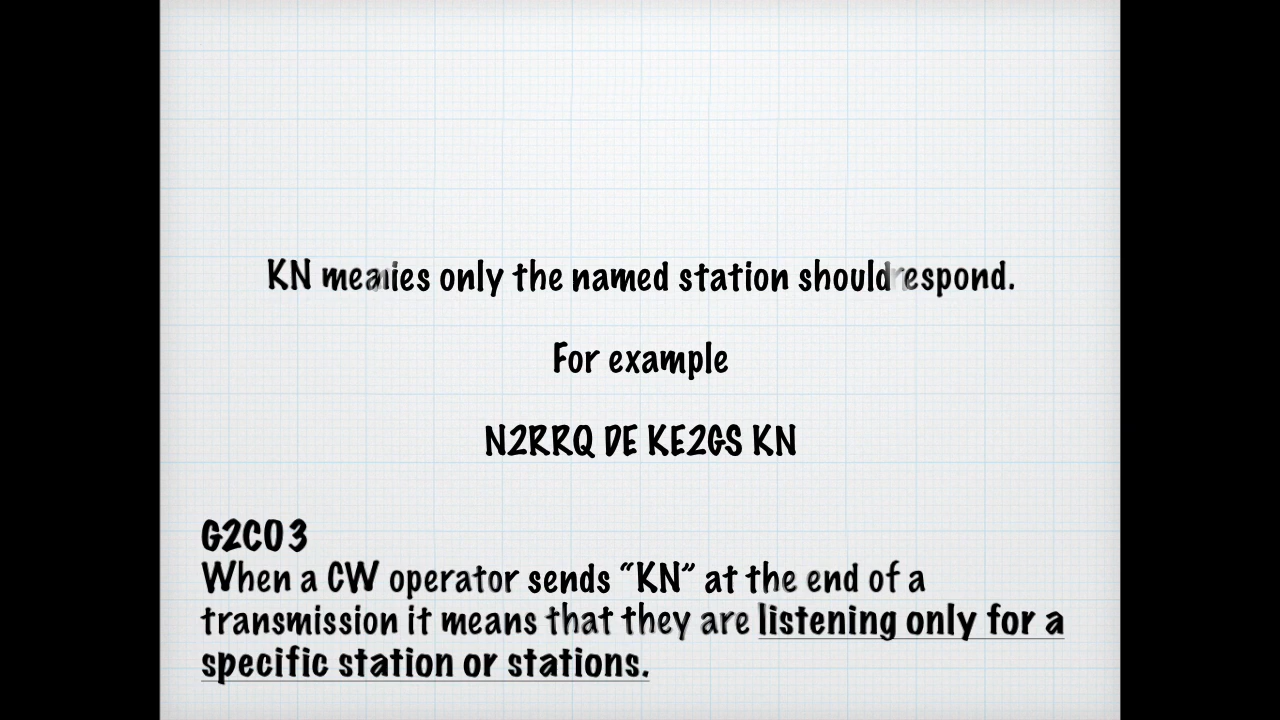 KN meanies only the named station should respond.
For example
N2RRQ DE KE2GS KN
G2C03
When a CW operator sends “KN” at the end of a
transmission it means that they are listening only for a
specific station or stations.